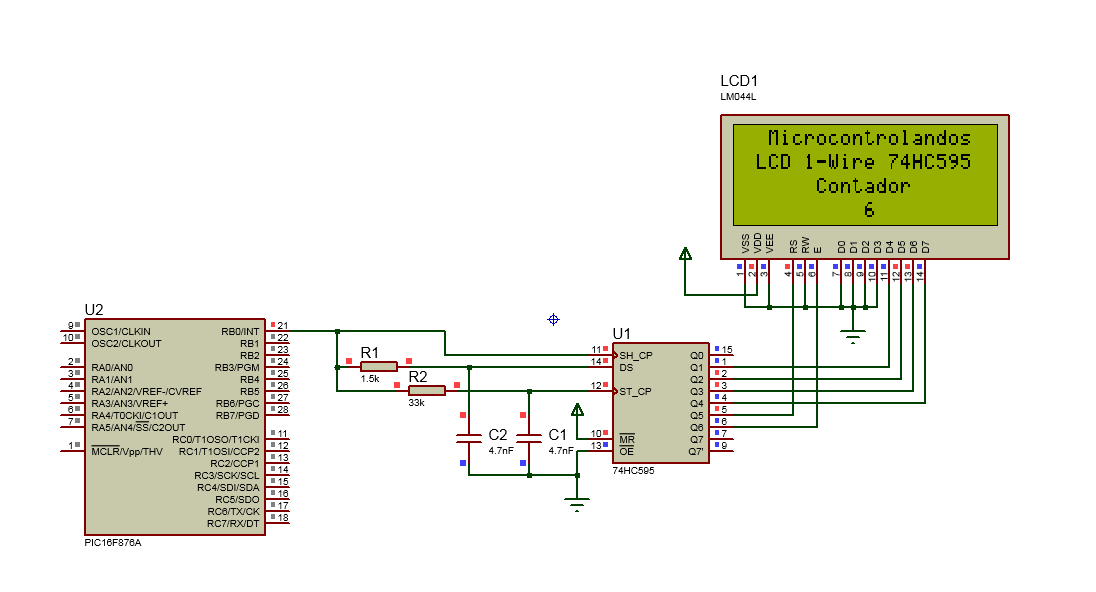 LCD1
LM044L
Microcontrolandos
LCD 1-Wire 74HC595
Contador
6
VSS
VDD
VEE
RS
RW
E
D0
D1
D2
D3
D4
D5
D6
D7
1
2
3
4
5
6
7
8
9
10
11
12
13
14
U2
9 OSC1/CLKIN
10 OSC2/CLKOUT
2 RA0/AN0
3 RA1/AN1
4 RA2/AN2/VREF-/CVREF
5 RA3/AN3/VREF+
6 RA4/T0CKI/C1OUT
7 RA5/AN4/SS/C2OUT
1 MCLR/Vpp/THV
RB0/INT 21
RB1 22
RB2 23
RB3/PGM 24
RB4 25
RB5 26
RB6/PGC 27
RB7/PGD 28
RC0/T1OSO/T1CKI 11
RC1/T1OSI/CCP2 12
RC2/CCP1 13
RC3/SCK/SCL 14
RC4/SDI/SDA 15
RC5/SDO 16
RC6/TX/CK 17
RC7/RX/DT 18
PIC16F876A
R1
1.5k
R2
33k
C2
4.7nF
C1
4.7nF
U1
11 SH_CP
14 DS
12 ST_CP
10 MR
13 OE
Q0 15
Q1 1
Q2 2
Q3 3
Q4 4
Q5 5
Q6 6
Q7 7
Q7' 9
74HC595